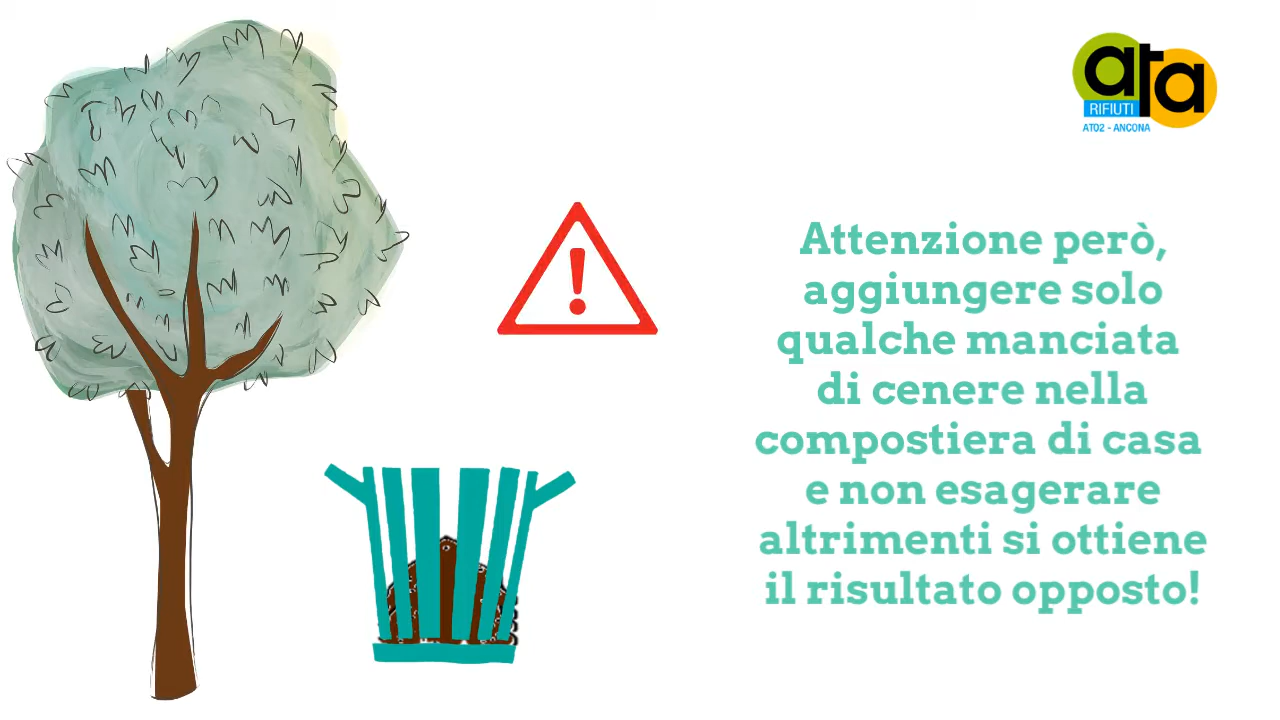 ata
RIFIUTI
ATO2 - ANCONA
Attenzione però,
aggiungere solo
qualche manciata
di cenere nella
compostiera di casa
e non esagerare
altrimenti si ottiene
il risultato opposto!